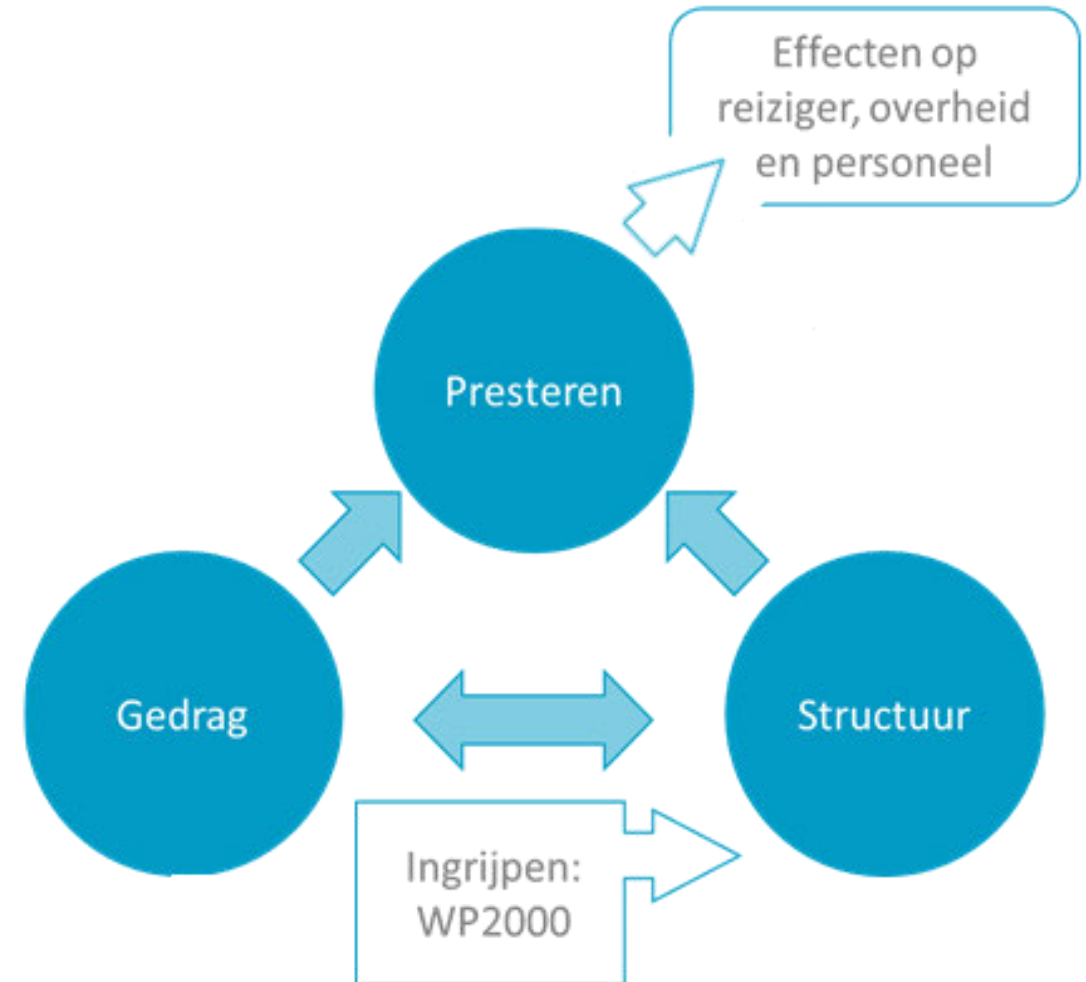 Effecten op
reiziger, overheid
en personeel
Presteren
Gedrag
Structuur
Ingrijpen:
WP2000